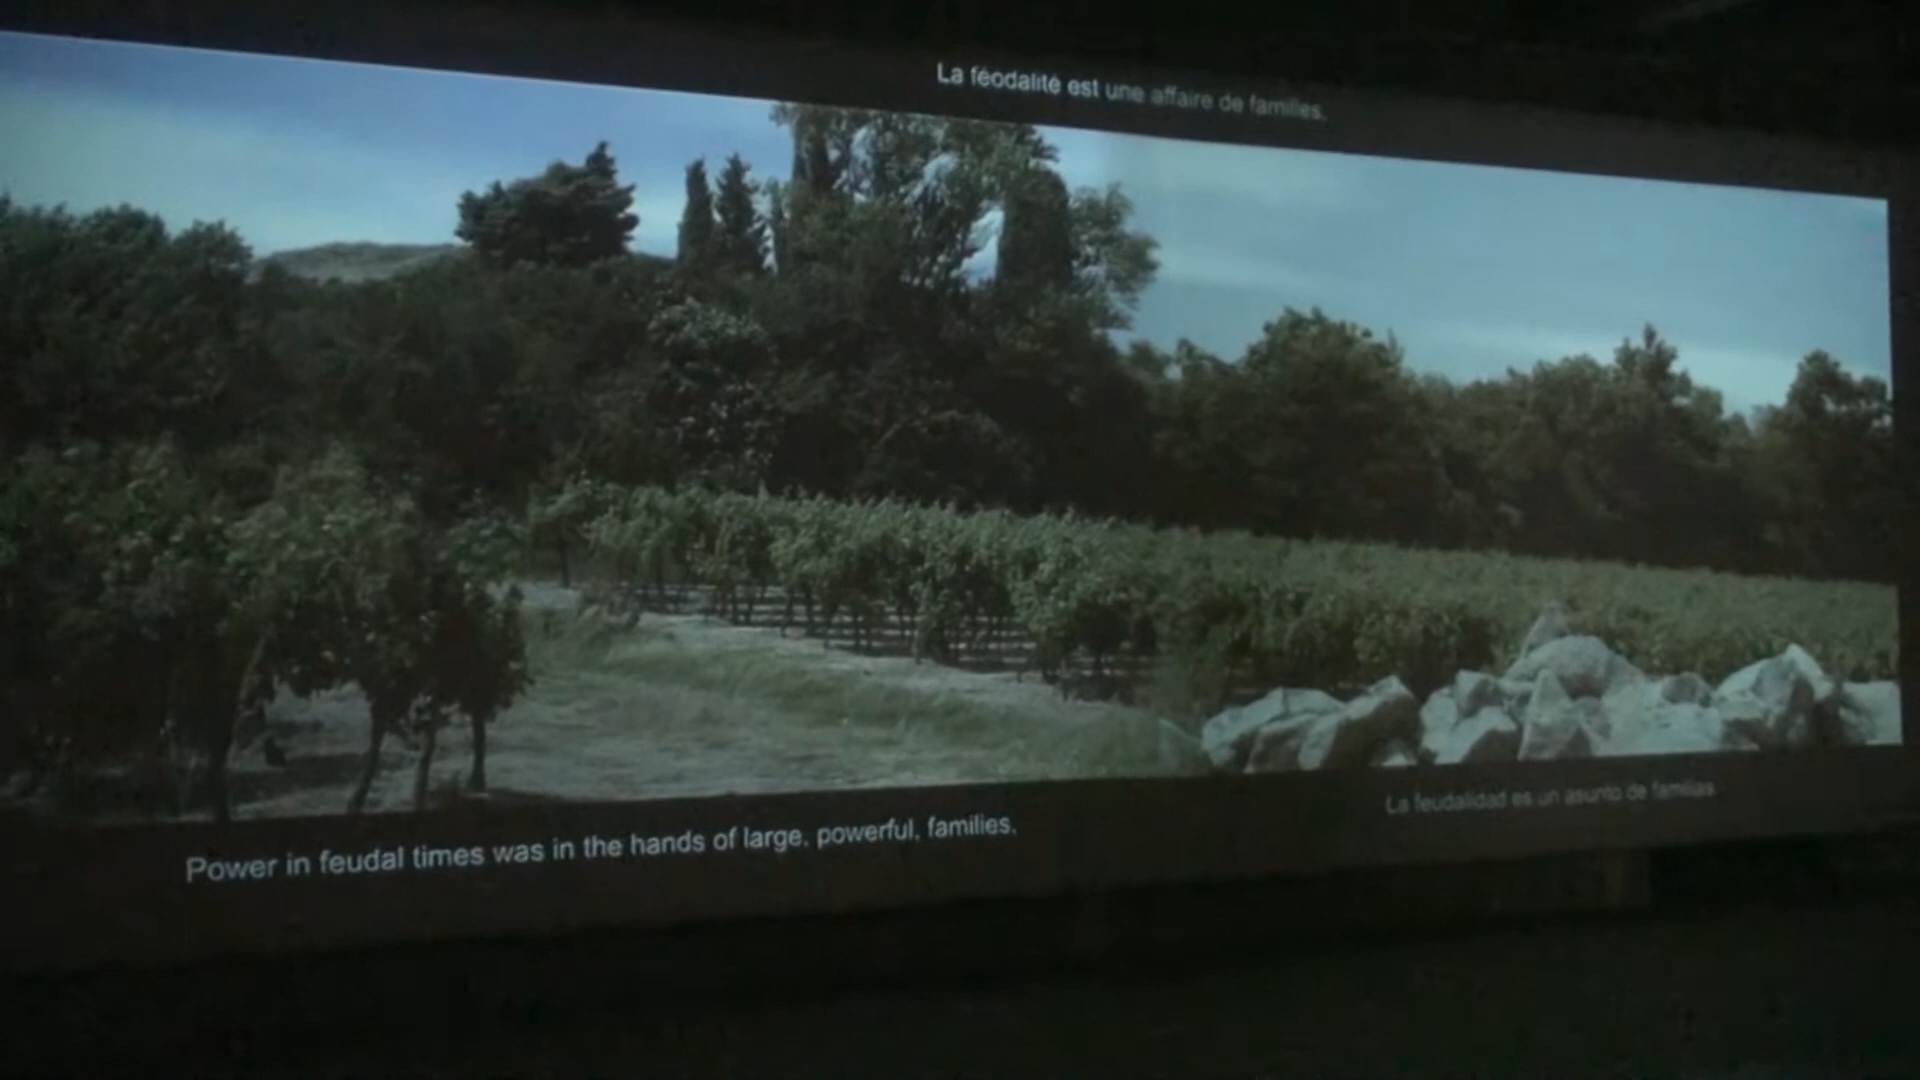 La féodalité est une affaire de familles.
Power in feudal times was in the hands of large, powerful, families.
La feudalidad es un asunto de familias.